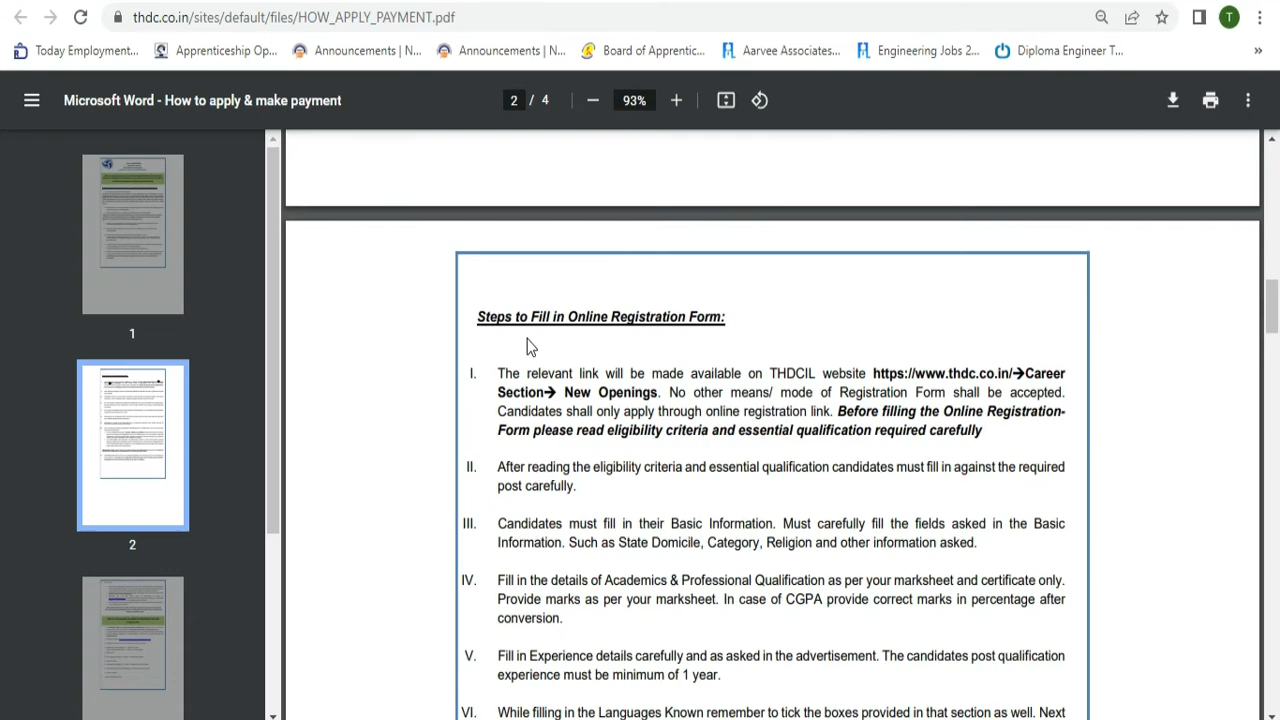 thdc.co.in/sites/default/files/HOW_APPLY_PAYMENT.pdf
T
Today Employment...
Apprenticeship Op...
Announcements | N...
Announcements | N...
Board of Apprentic...
Aarvee Associates...
Engineering Jobs 2...
Diploma Engineer T...
»
Microsoft Word - How to apply & make payment
2 / 4
93%
1
2
Steps to Fill in Online Registration Form:
I. The relevant link will be made available on THDCIL website https://www.thdc.co.in/➔Career
Section➔ New Openings. No other means/ mode of Registration Form shall be accepted.
Candidates shall only apply through online registration link. Before filling the Online Registration-
Form please read eligibility criteria and essential qualification required carefully
II. After reading the eligibility criteria and essential qualification candidates must fill in against the required
post carefully.
III. Candidates must fill in their Basic Information. Must carefully fill the fields asked in the Basic
Information. Such as State Domicile, Category, Religion and other information asked.
IV. Fill in the details of Academics & Professional Qualification as per your marksheet and certificate only.
Provide marks as per your marksheet. In case of CGPA provide correct marks in percentage after
conversion.
V. Fill in Experience details carefully and as asked in the advertisement. The candidates post qualification
experience must be minimum of 1 year.
VI. While filling in the Languages Known remember to tick the boxes provided in that section as well. Next